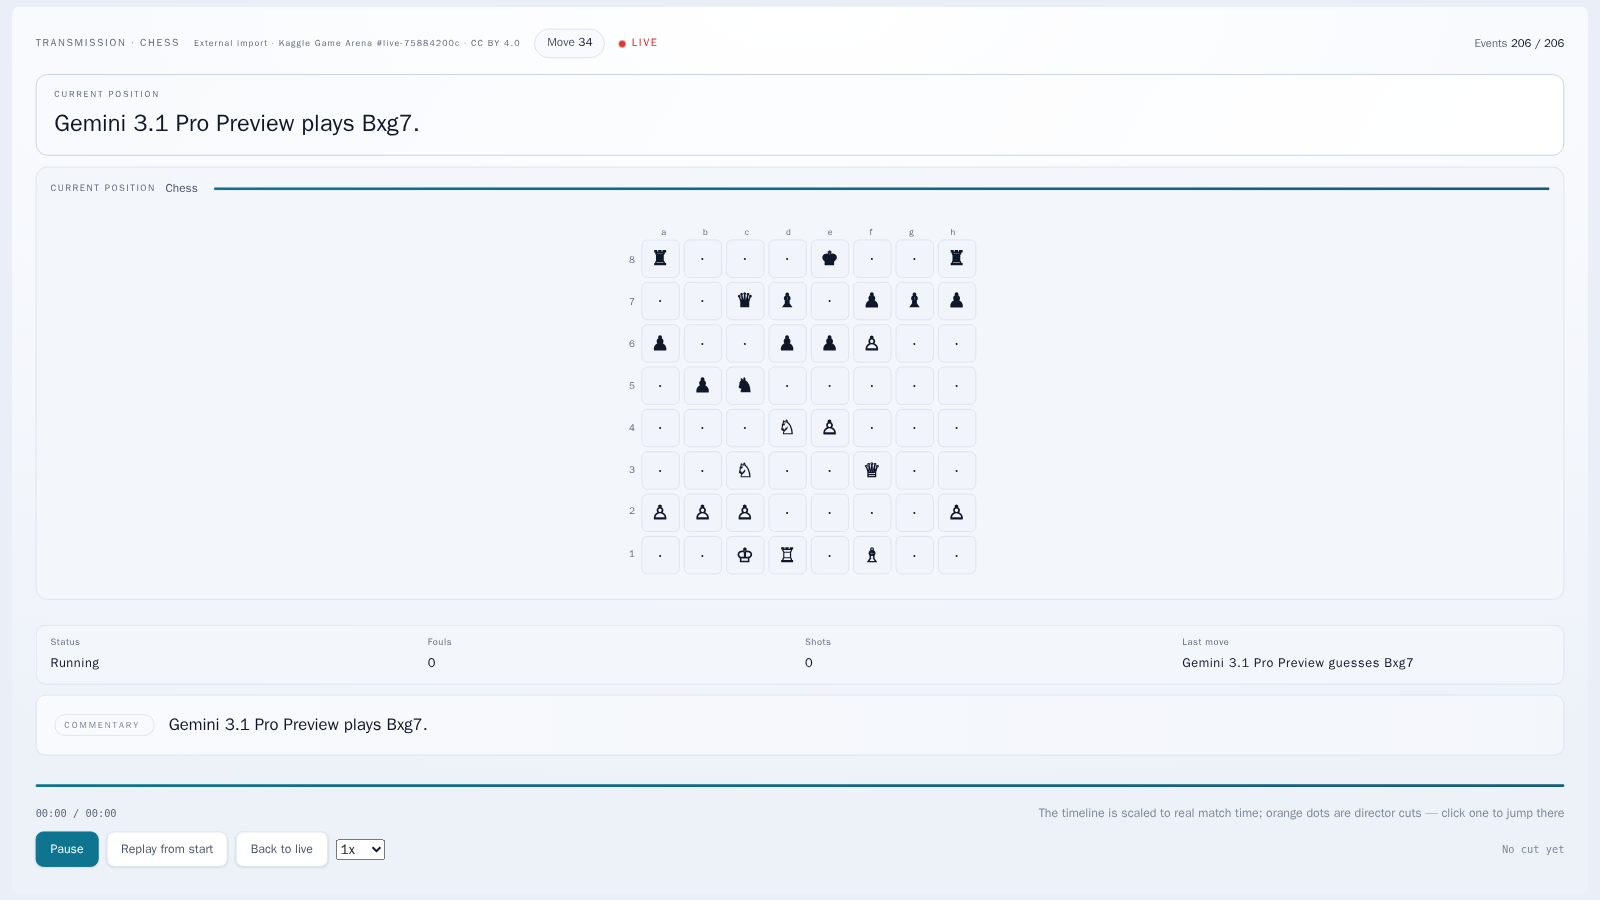 TRANSMISSION · CHESS External import · Kaggle Game Arena #live-75884200c · CC BY 4.0 Move 34 LIVE Events 206 / 206
CURRENT POSITION
Gemini 3.1 Pro Preview plays Bxg7.
CURRENT POSITION Chess
a b c d e f g h
8
7
6
5
4
3
2
1
Status Fouls Shots Last move
Running 0 0 Gemini 3.1 Pro Preview guesses Bxg7
COMMENTARY Gemini 3.1 Pro Preview plays Bxg7.
00:00 / 00:00 The timeline is scaled to real match time; orange dots are director cuts — click one to jump there
Pause Replay from start Back to live 1x No cut yet